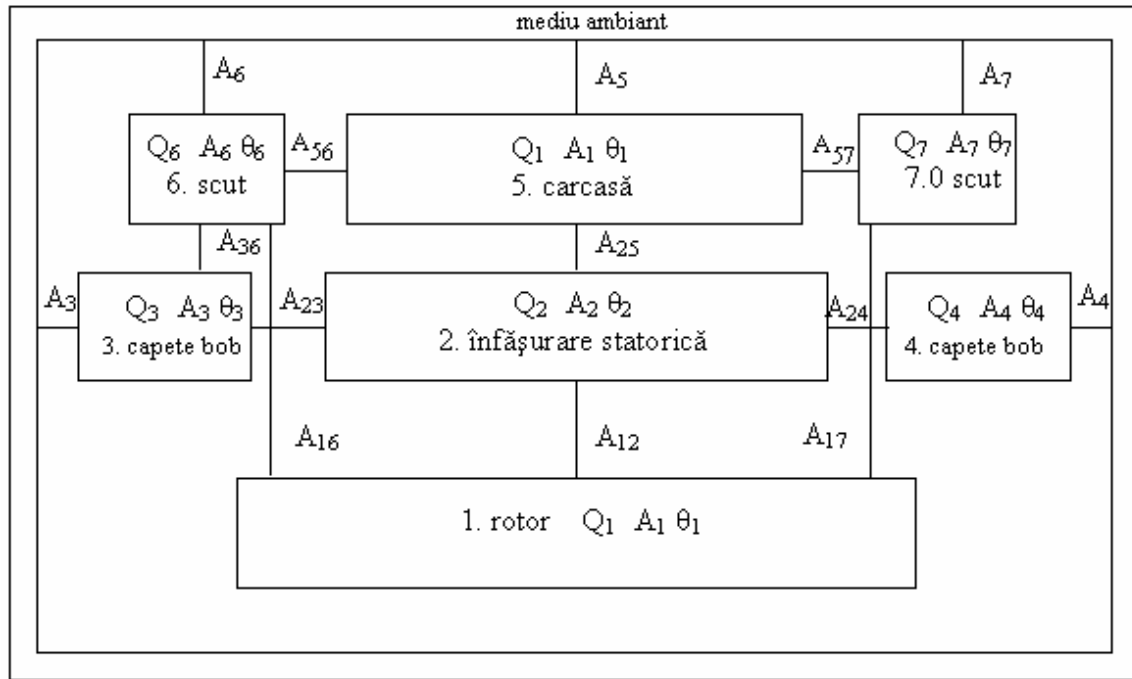 mediu ambiant
A6
A5
A7
Q6 A6 θ6
6. scut
A56
Q1 A1 θ1
5. carcasă
A57
Q7 A7 θ7
7.0 scut
A36
A25
A3
Q3 A3 θ3
3. capete bob
A23
Q2 A2 θ2
2. înfăşurare statorică
A24
Q4 A4 θ4
4. capete bob
A4
A16
A12
A17
1. rotor Q1 A1 θ1